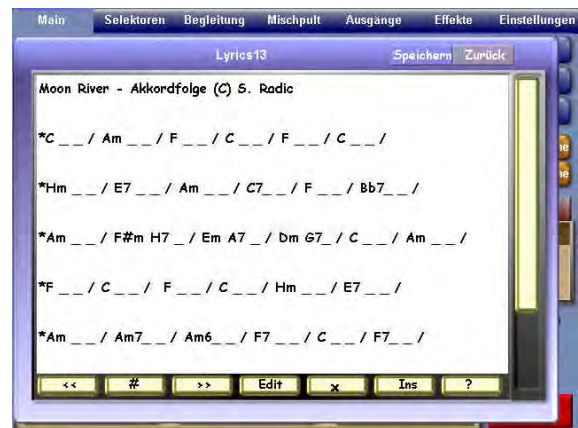 Main Selektoren Begleitung Mischpult Ausgänge Effekte Einstellungen
Lyrics13 Speichern Zurück
Moon River - Akkordfolge (C) S. Radic
*C _ _ / Am _ _ / F _ _ / C _ _ / F _ _ / C _ _ /
*Hm _ _ / E7 _ _ / Am _ _ / C7_ _ / F _ _ / Bb7_ _ /
*Am _ _ / F#m H7 _ / Em A7 _ / Dm G7_ / C _ _ / Am _ _ /
*F _ _ / C _ _ / F _ _ / C _ _ / Hm _ _ / E7 _ _ /
*Am _ _ / Am7_ _ / Am6_ _ / F7 _ _ / C _ _ / F7_ _ /
<< # >> Edit x Ins ?